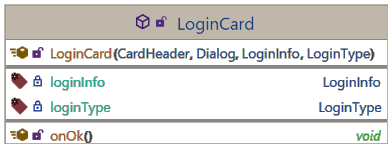 LoginCard
LoginCard(CardHeader, Dialog, LoginInfo, LoginType)
loginInfo LoginInfo
loginType LoginType
onOk() void